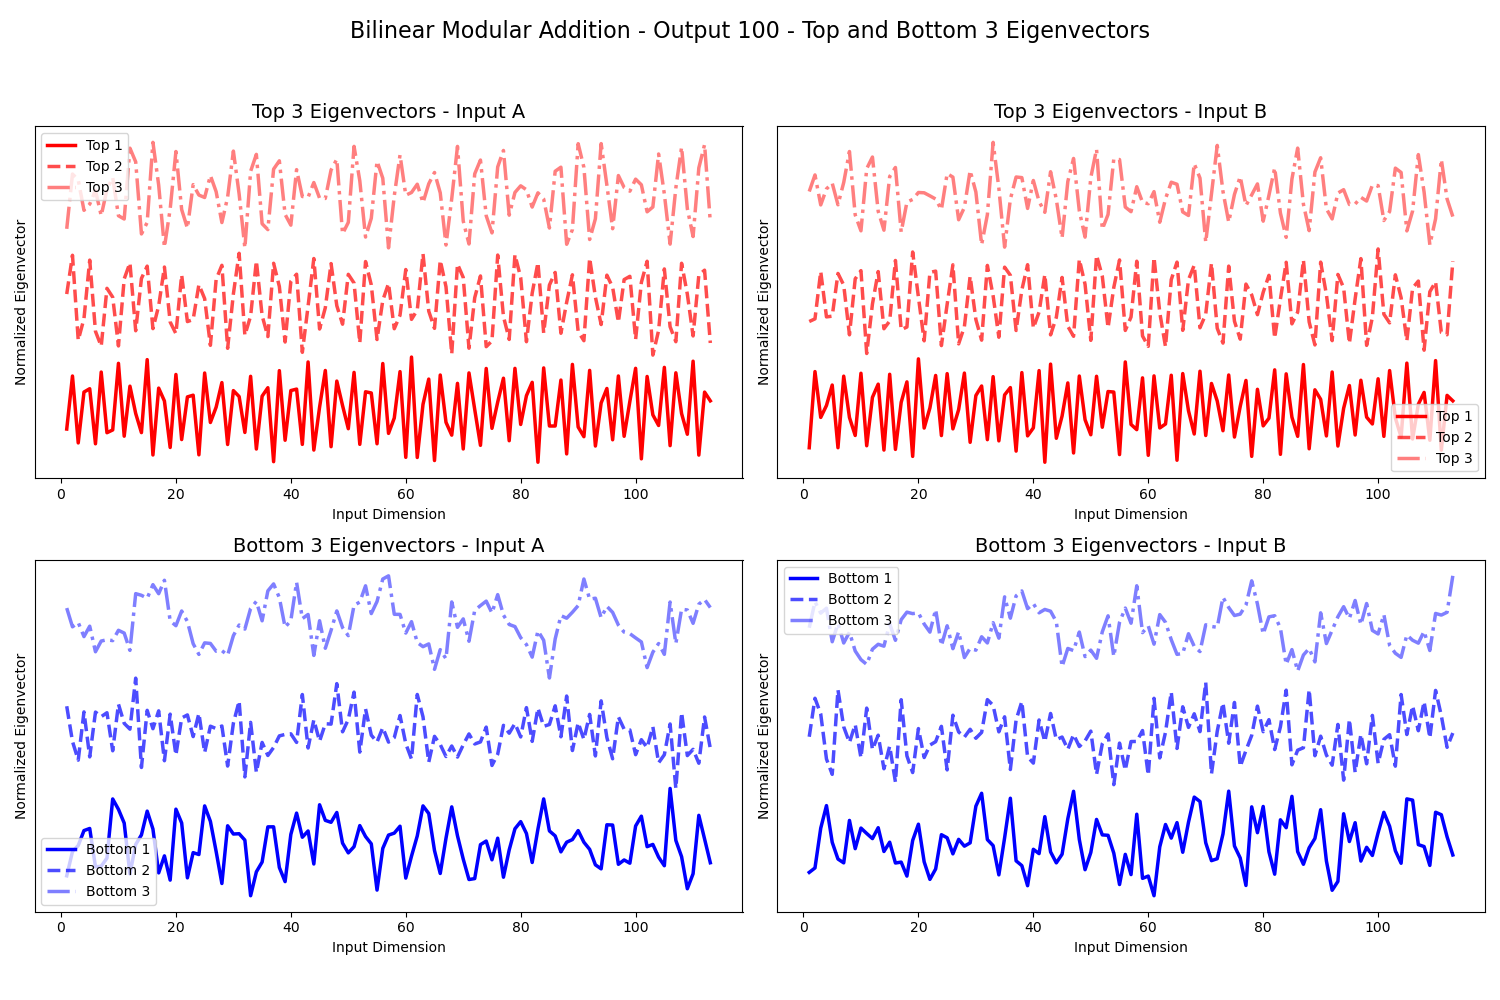 Bilinear Modular Addition - Output 100 - Top and Bottom 3 Eigenvectors
Top 3 Eigenvectors - Input A
Top 1
Top 2
Top 3
Normalized Eigenvector
0 20 40 60 80 100
Input Dimension
Top 3 Eigenvectors - Input B
Normalized Eigenvector
Top 1
Top 2
Top 3
0 20 40 60 80 100
Input Dimension
Bottom 3 Eigenvectors - Input A
Normalized Eigenvector
Bottom 1
Bottom 2
Bottom 3
0 20 40 60 80 100
Input Dimension
Bottom 3 Eigenvectors - Input B
Bottom 1
Bottom 2
Bottom 3
Normalized Eigenvector
0 20 40 60 80 100
Input Dimension